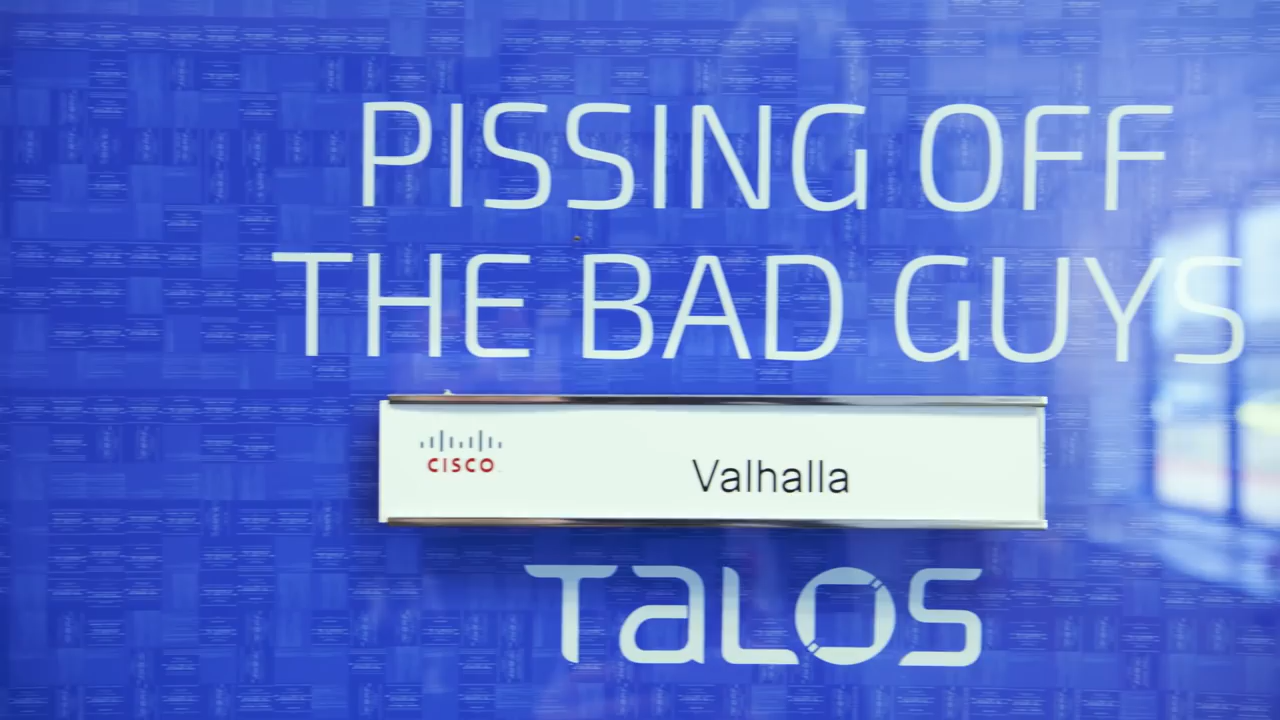 PISSING OFF
THE BAD GUYS
CISCO
Valhalla
TALOS